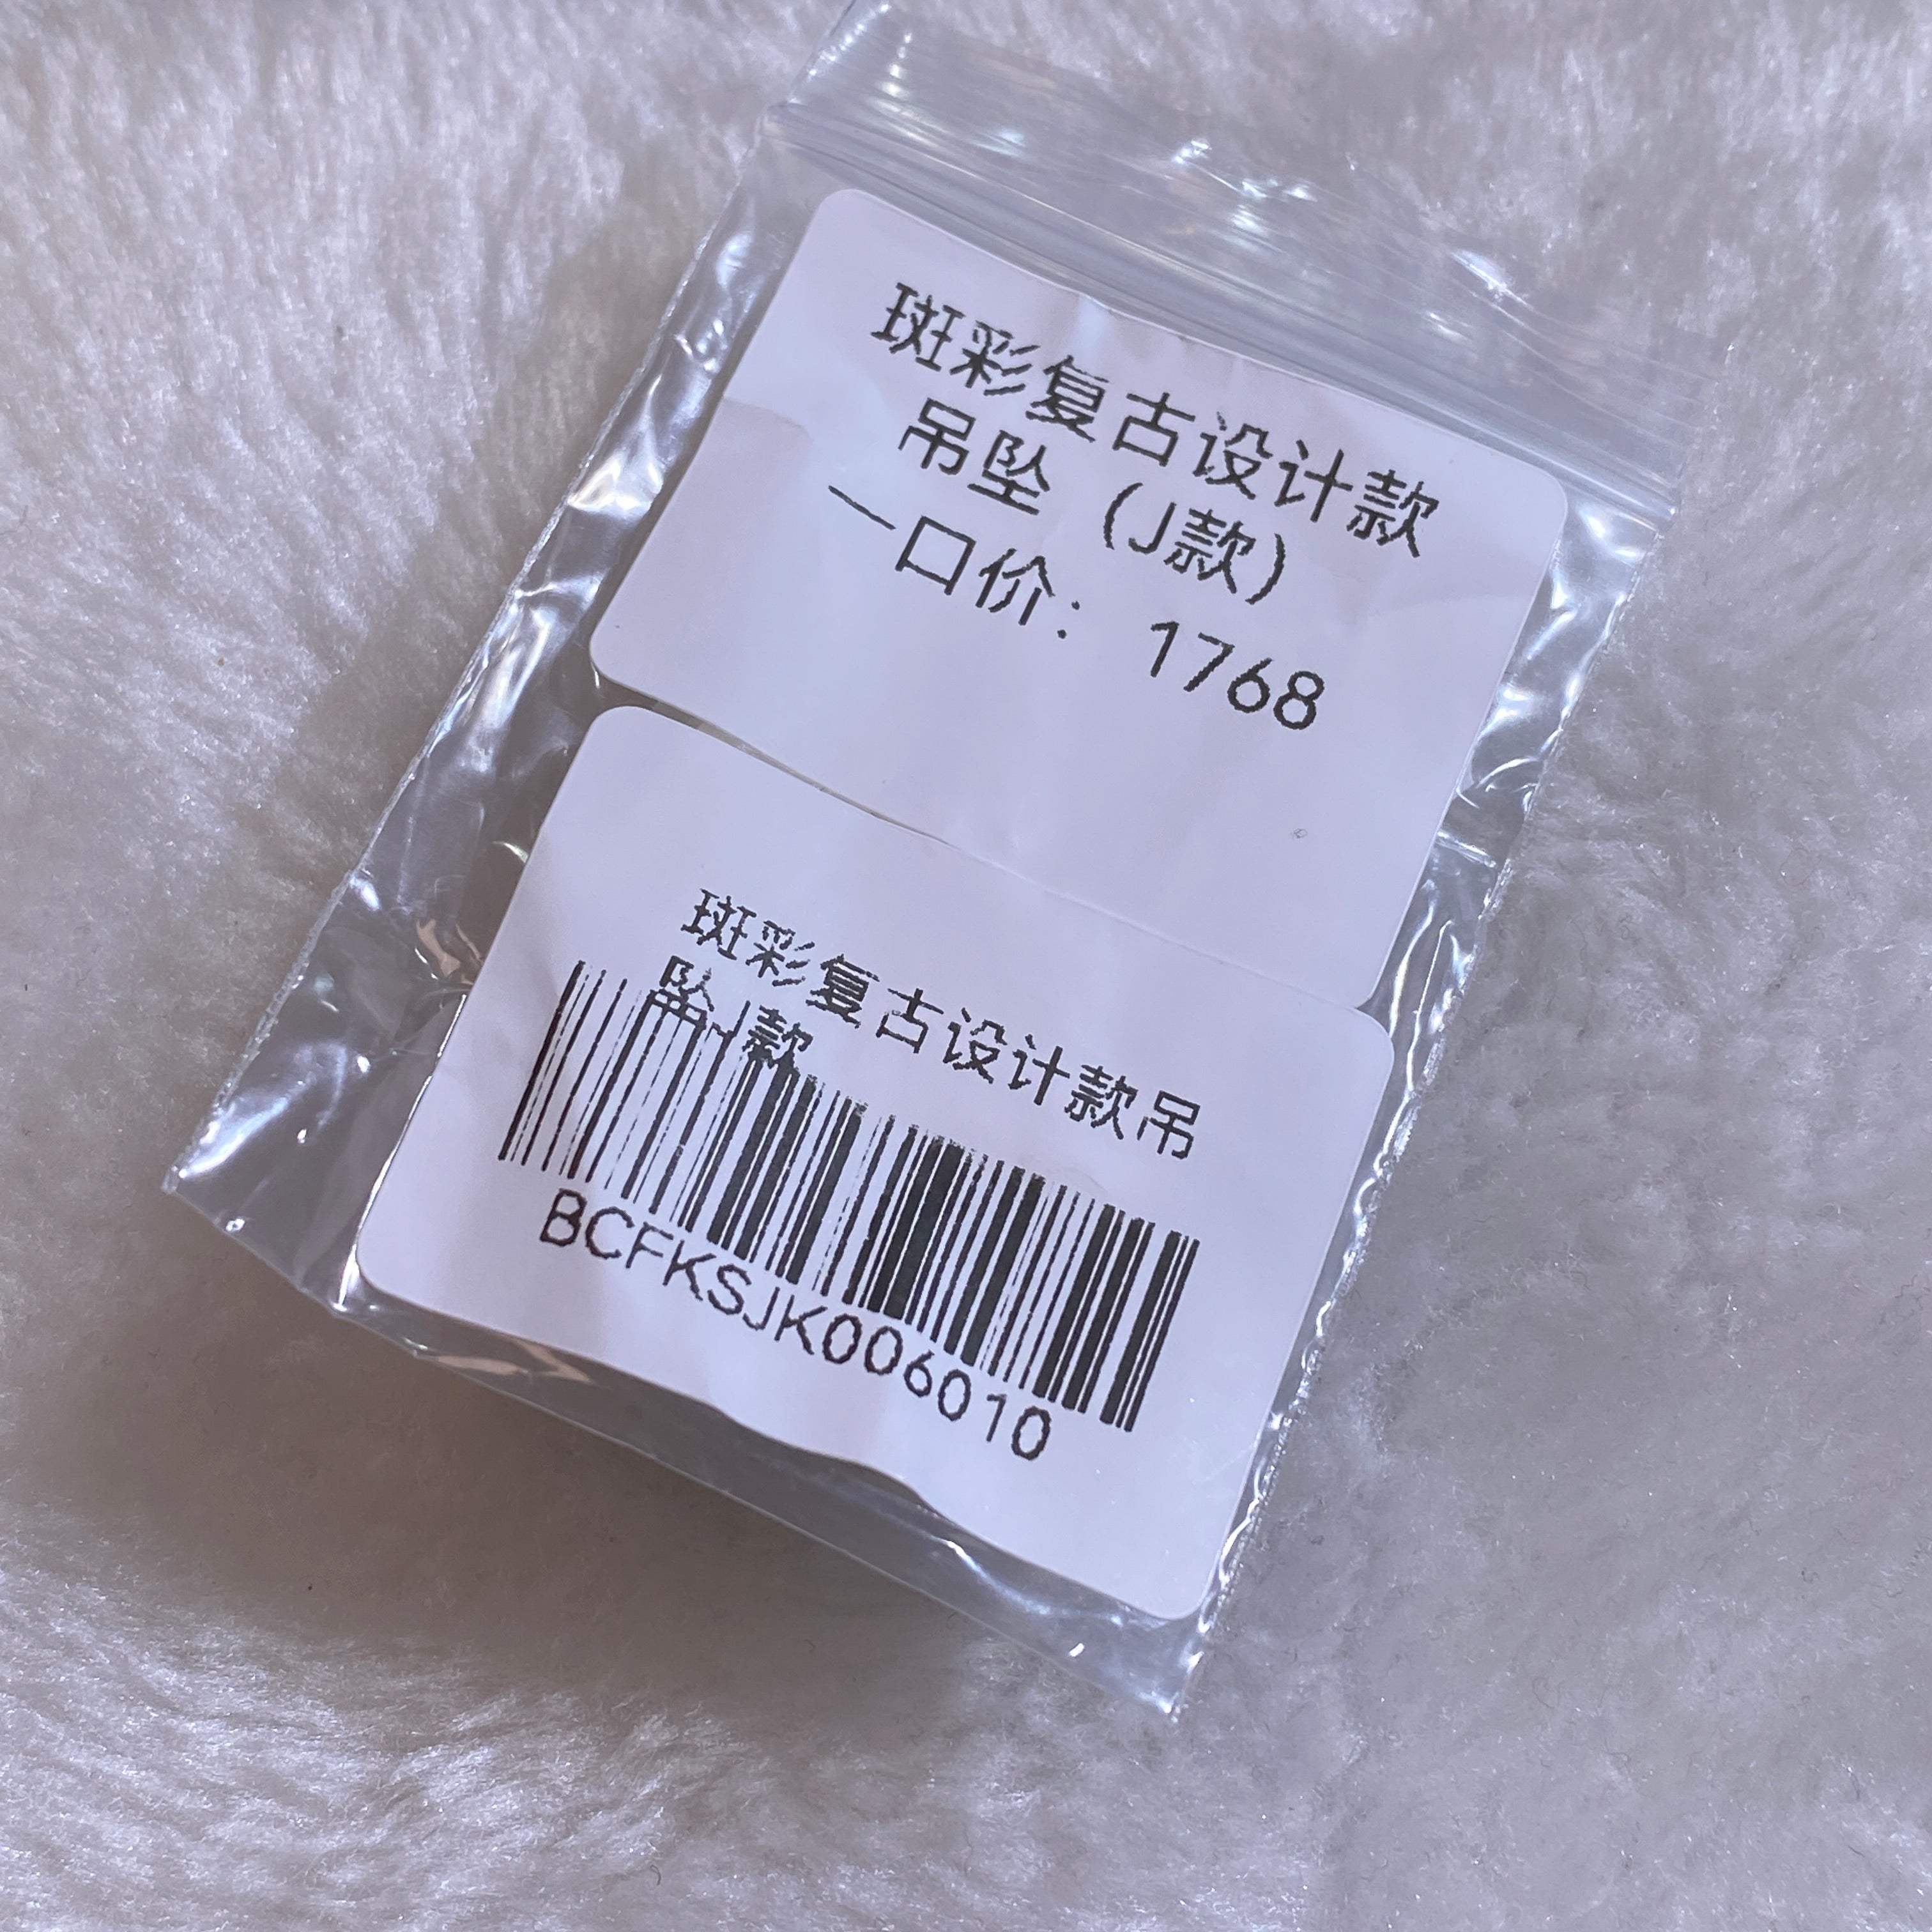 斑彩复古设计款
吊坠（J款）
一口价：1768
斑彩复古设计款吊
坠J款
BCFKSJK006010